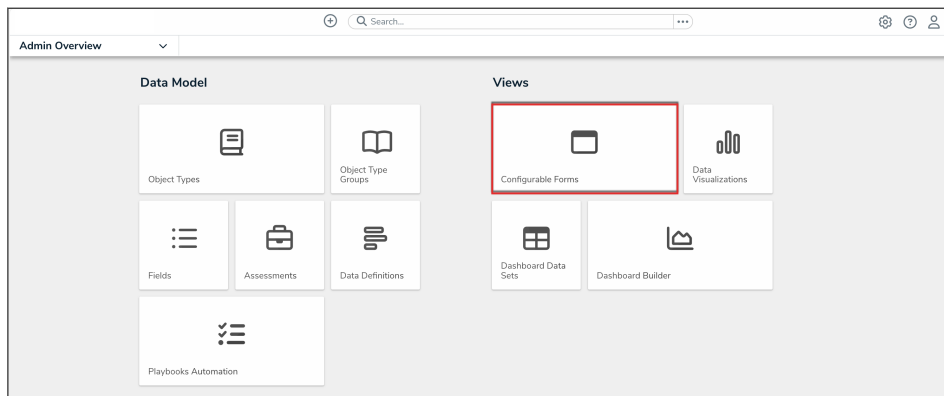 Search...
Admin Overview
Data Model
Object Types
Object Type
Groups
Fields
Assessments
Data Definitions
Playbooks Automation
Views
Configurable Forms
Data
Visualizations
Dashboard Data
Sets
Dashboard Builder